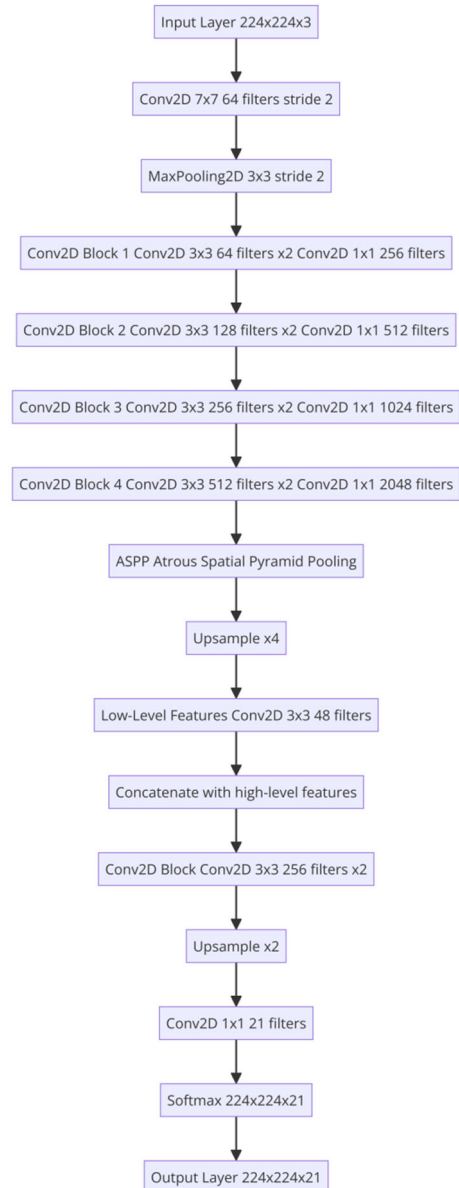 Input Layer 224x224x3
Conv2D 7x7 64 filters stride 2
MaxPooling2D 3x3 stride 2
Conv2D Block 1 Conv2D 3x3 64 filters x2 Conv2D 1x1 256 filters
Conv2D Block 2 Conv2D 3x3 128 filters x2 Conv2D 1x1 512 filters
Conv2D Block 3 Conv2D 3x3 256 filters x2 Conv2D 1x1 1024 filters
Conv2D Block 4 Conv2D 3x3 512 filters x2 Conv2D 1x1 2048 filters
ASPP Atrous Spatial Pyramid Pooling
Upsample x4
Low-Level Features Conv2D 3x3 48 filters
Concatenate with high-level features
Conv2D Block Conv2D 3x3 256 filters x2
Upsample x2
Conv2D 1x1 21 filters
Softmax 224x224x21
Output Layer 224x224x21